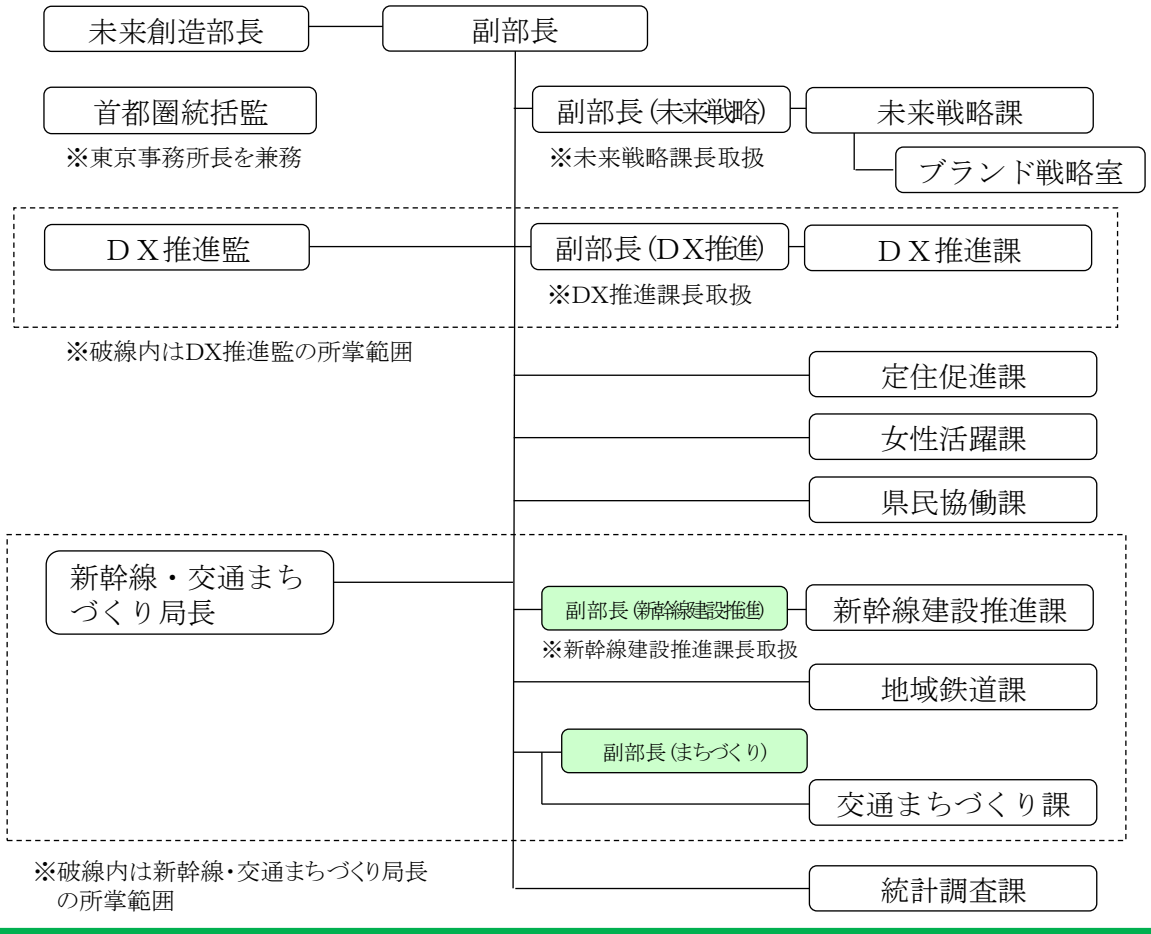 未来創造部長
副部長
首都圏統括監
※東京事務所長を兼務
副部長(未来戦略)
※未来戦略課長取扱
未来戦略課
ブランド戦略室
DX推進監
副部長(DX推進)
※DX推進課長取扱
DX推進課
※破線内はDX推進監の所掌範囲
定住促進課
女性活躍課
県民協働課
新幹線・交通まち
づくり局長
副部長(新幹線建設推進)
※新幹線建設推進課長取扱
新幹線建設推進課
地域鉄道課
副部長(まちづくり)
交通まちづくり課
※破線内は新幹線・交通まちづくり局長
の所掌範囲
統計調査課